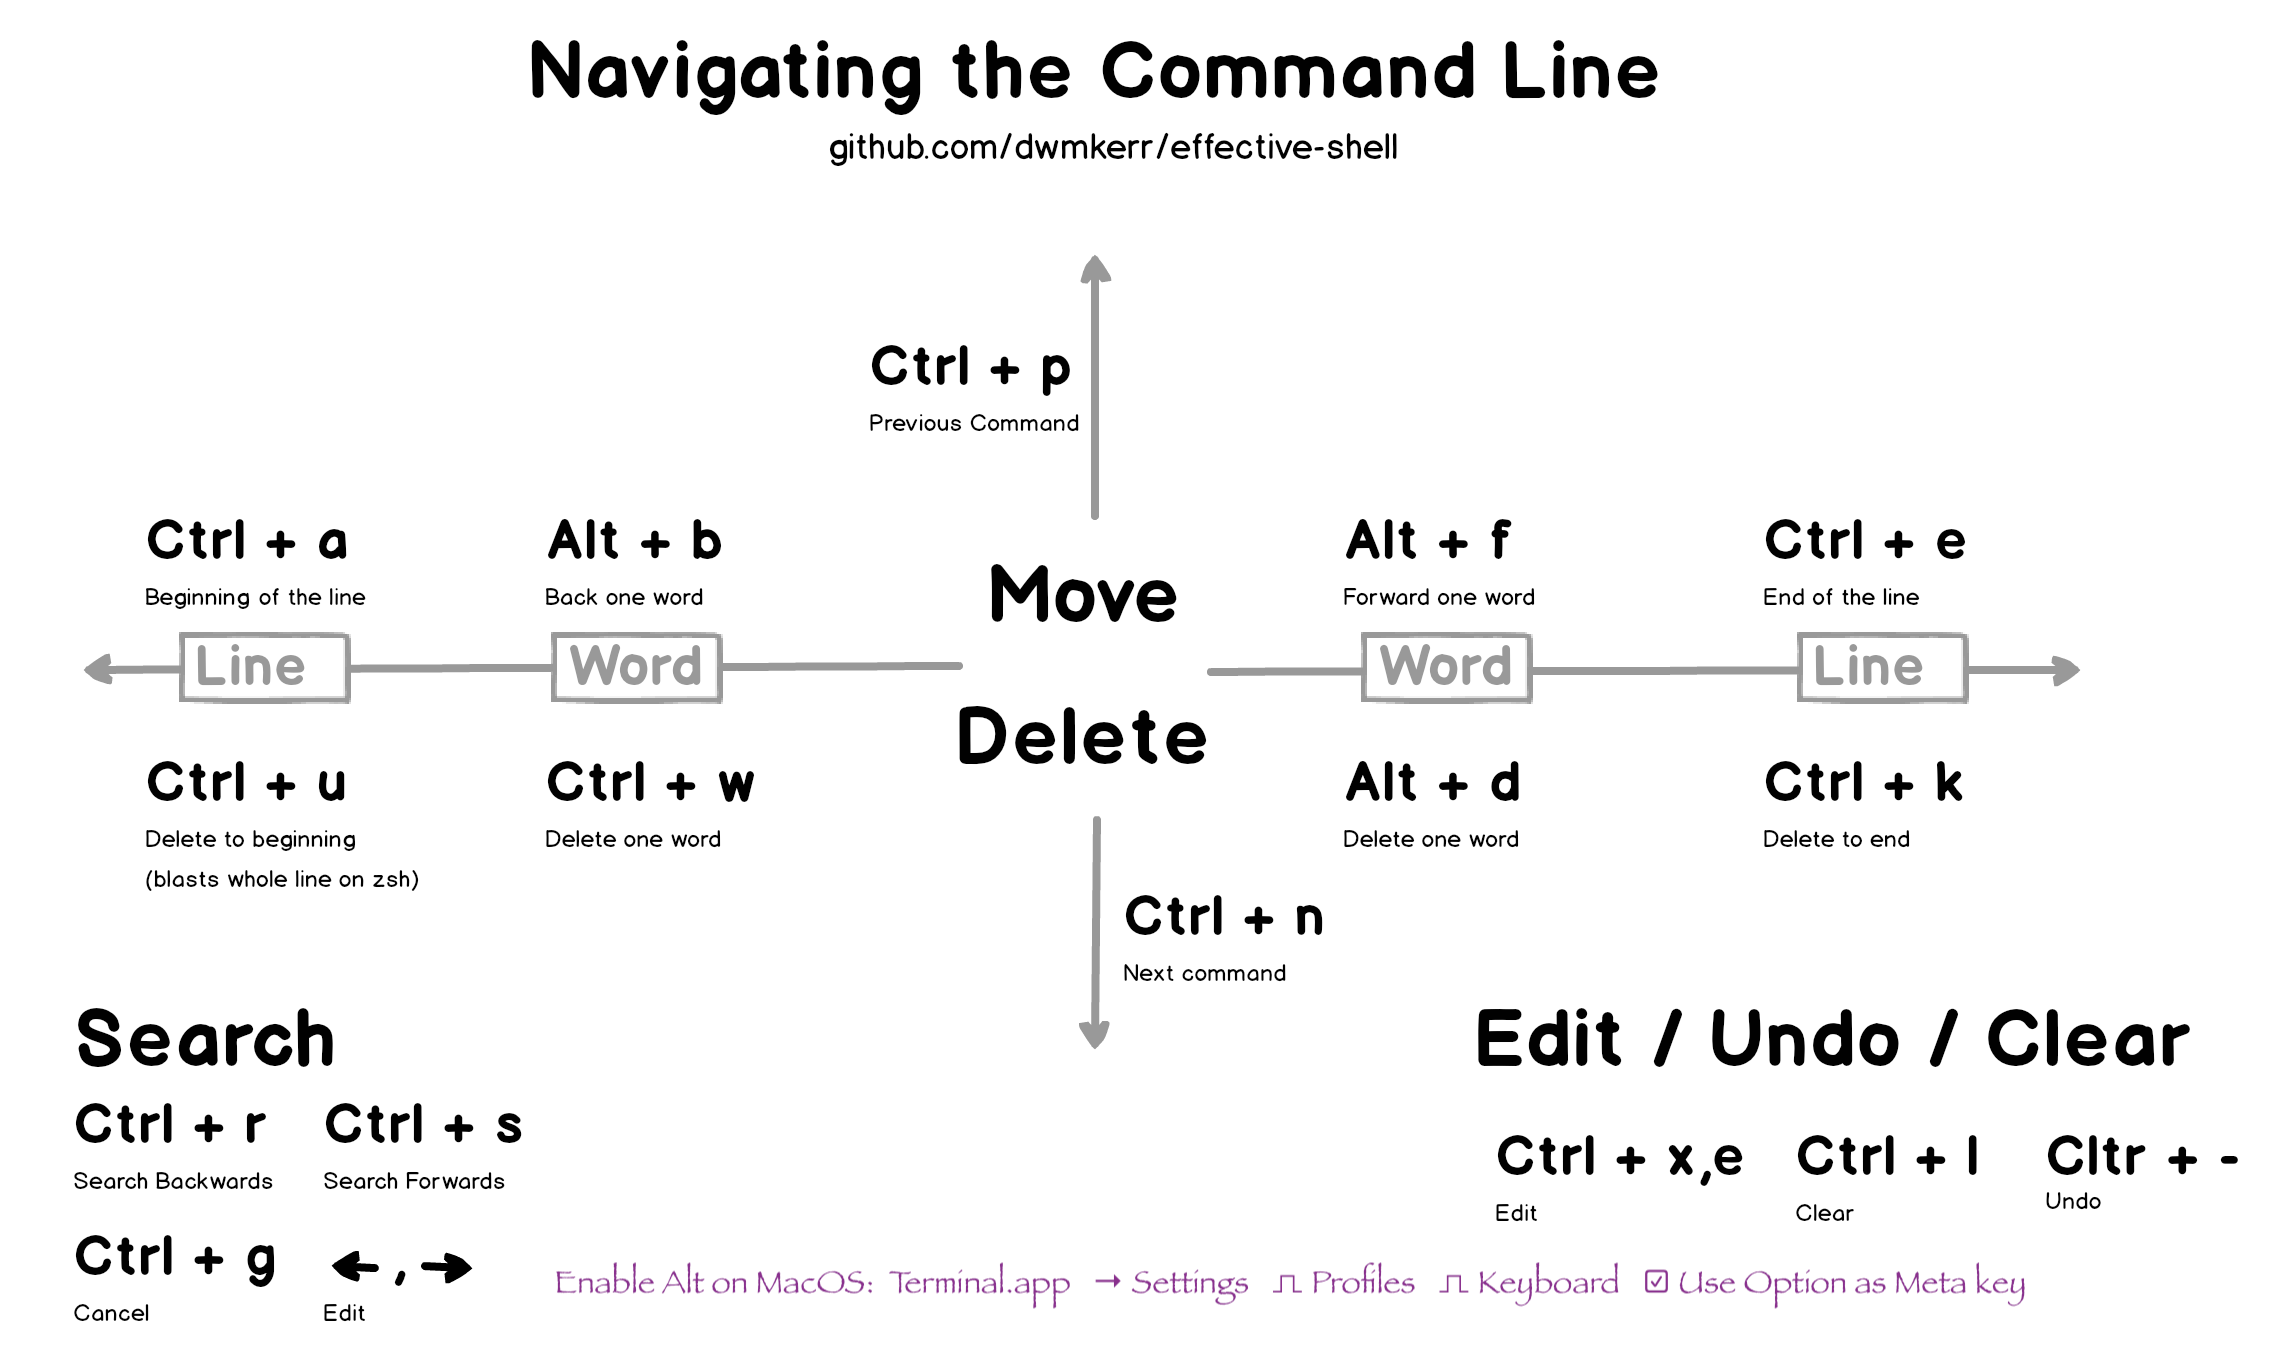 Navigating the Command Line
github.com/dwmkerr/effective-shell
Ctrl + p
Previous Command
Ctrl + a
Beginning of the line
Alt + b
Back one word
Move
Alt + f
Forward one word
Ctrl + e
End of the line
Line
Word
Word
Line
Delete
Ctrl + u
Delete to beginning
(blasts whole line on zsh)
Ctrl + w
Delete one word
Alt + d
Delete one word
Ctrl + k
Delete to end
Ctrl + n
Next command
Search
Ctrl + r
Search Backwards
Ctrl + s
Search Forwards
Ctrl + g
Cancel
← , →
Edit
Edit / Undo / Clear
Ctrl + x,e
Edit
Ctrl + l
Clear
Cltr + -
Undo
Enable Alt on MacOS: Terminal.app → Settings ⎍ Profiles ⎍ Keyboard ☑ Use Option as Meta key